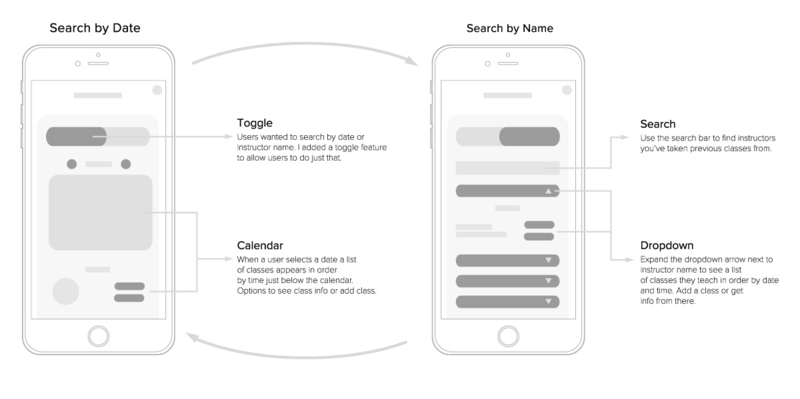 Search by Date
Search by Name
Toggle
Users wanted to search by date or
instructor name. I added a toggle feature
to allow users to do just that.
Calendar
When a user selects a date a list
of classes appears in order
by time just below the calendar.
Options to see class info or add class.
Search
Use the search bar to find instructors
you've taken previous classes from.
Dropdown
Expand the dropdown arrow next to
instructor name to see a list
of classes they teach in order by date
and time. Add a class or get
info from there.